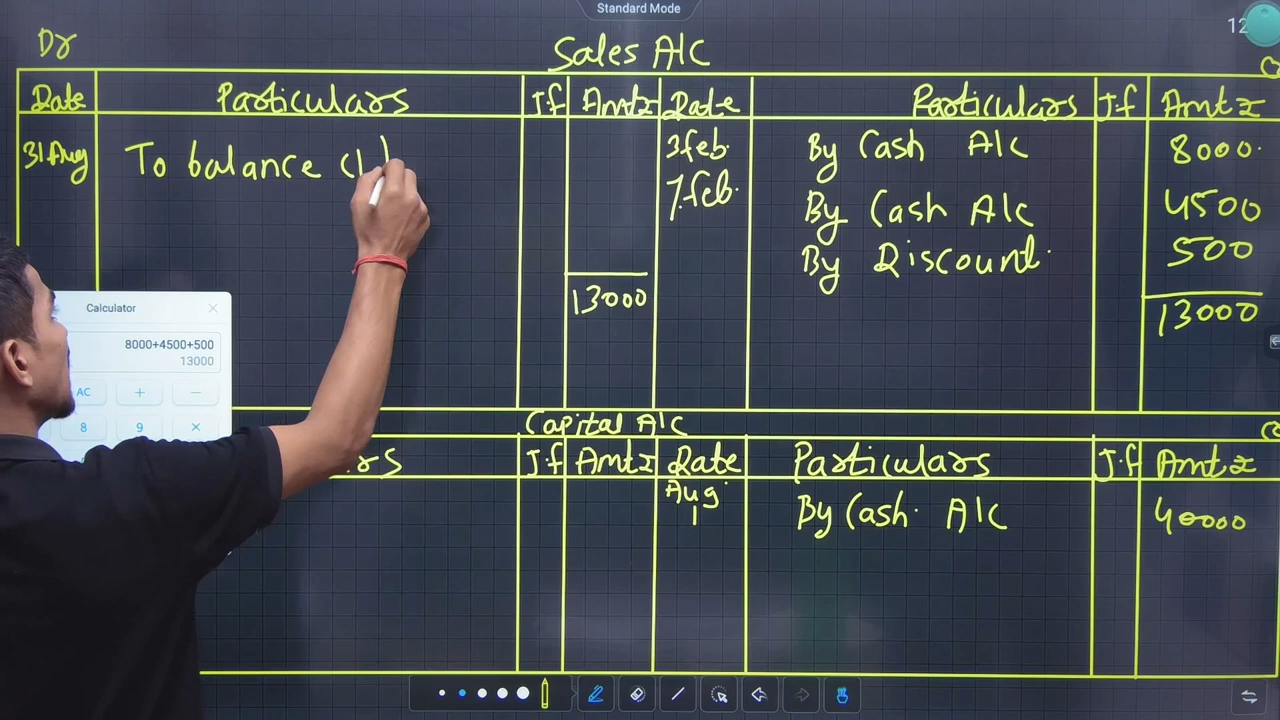 Standard Mode
12
Dr
Sales A/C
Date Particulars J.f Amt₹ Date Particulars J.f Amt₹
31 Aug To balance c 3 feb. By Cash A/C 8000
7 feb. By Cash A/C 4500
By Discount 500
13000 13000
Calculator
8000+4500+500
13000
AC + −
8 9 ×
Capital A/C
rs J.f Amt₹ Date Particulars J.f Amt₹
Aug 1 By Cash A/C 40000